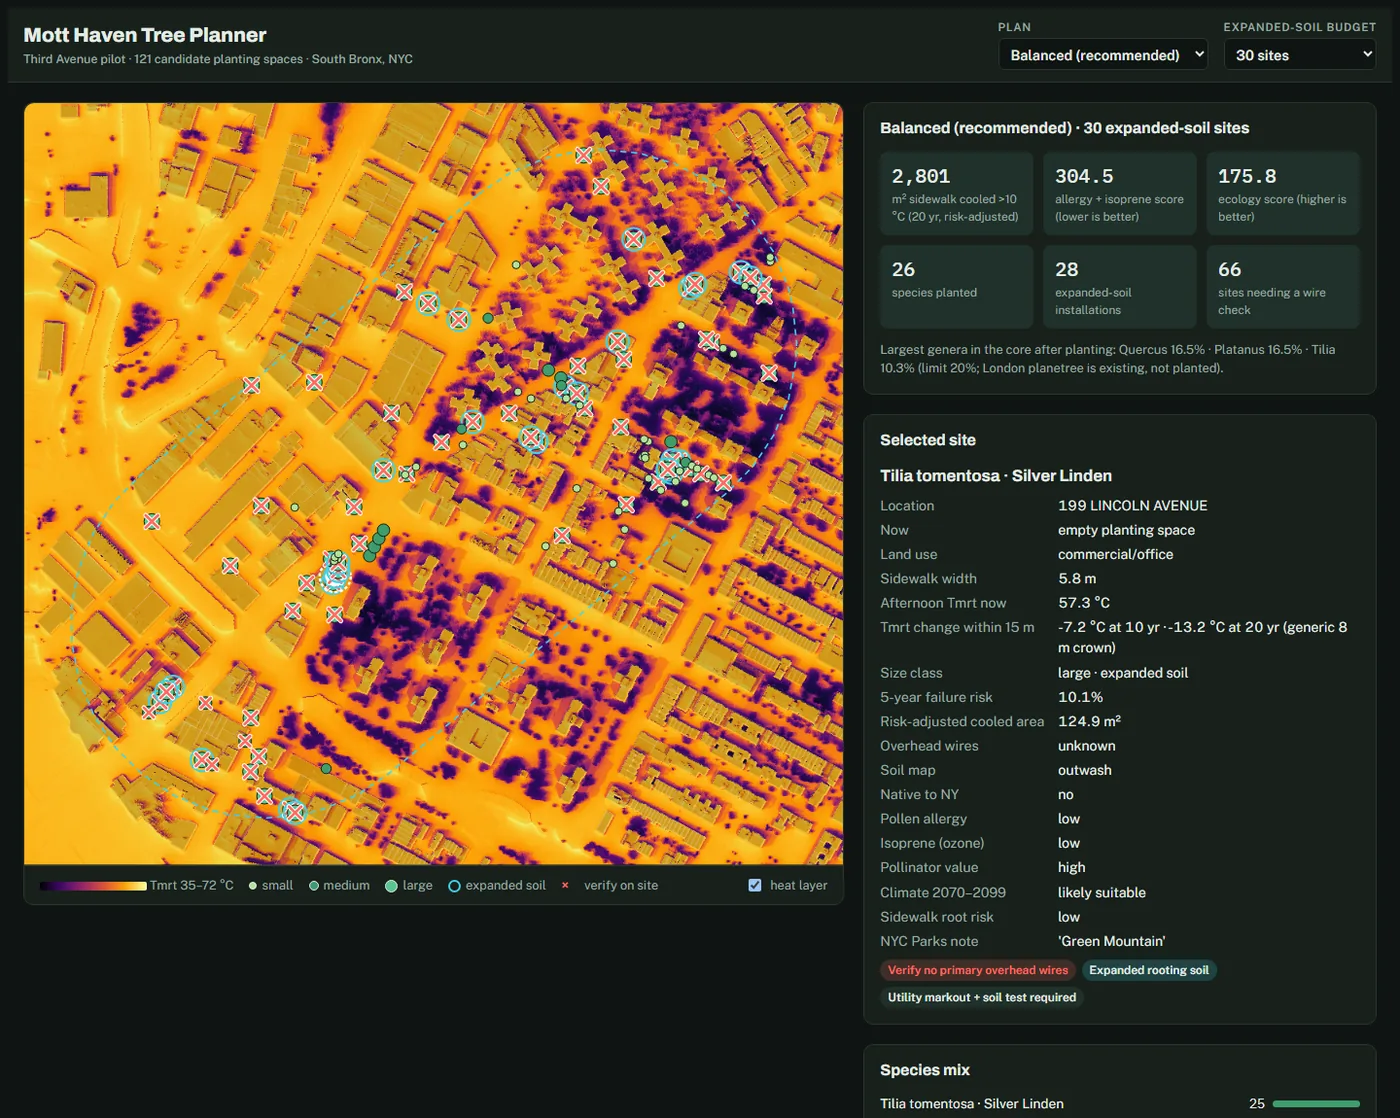 Mott Haven Tree Planner
Third Avenue pilot · 121 candidate planting spaces · South Bronx, NYC
PLAN
Balanced (recommended)
EXPANDED-SOIL BUDGET
30 sites
Tmrt 35–72 °C
small
medium
large
expanded soil
verify on site
heat layer
Balanced (recommended) · 30 expanded-soil sites
2,801
m² sidewalk cooled >10
°C (20 yr, risk-adjusted)
304.5
allergy + isoprene score
(lower is better)
175.8
ecology score (higher is
better)
26
species planted
28
expanded-soil
installations
66
sites needing a wire
check
Largest genera in the core after planting: Quercus 16.5% · Platanus 16.5% · Tilia
10.3% (limit 20%; London planetree is existing, not planted).
Selected site
Tilia tomentosa · Silver Linden
Location 199 LINCOLN AVENUE
Now empty planting space
Land use commercial/office
Sidewalk width 5.8 m
Afternoon Tmrt now 57.3 °C
Tmrt change within 15 m -7.2 °C at 10 yr · -13.2 °C at 20 yr (generic 8
m crown)
Size class large · expanded soil
5-year failure risk 10.1%
Risk-adjusted cooled area 124.9 m²
Overhead wires unknown
Soil map outwash
Native to NY no
Pollen allergy low
Isoprene (ozone) low
Pollinator value high
Climate 2070–2099 likely suitable
Sidewalk root risk low
NYC Parks note 'Green Mountain'
Verify no primary overhead wires
Expanded rooting soil
Utility markout + soil test required
Species mix
Tilia tomentosa · Silver Linden 25